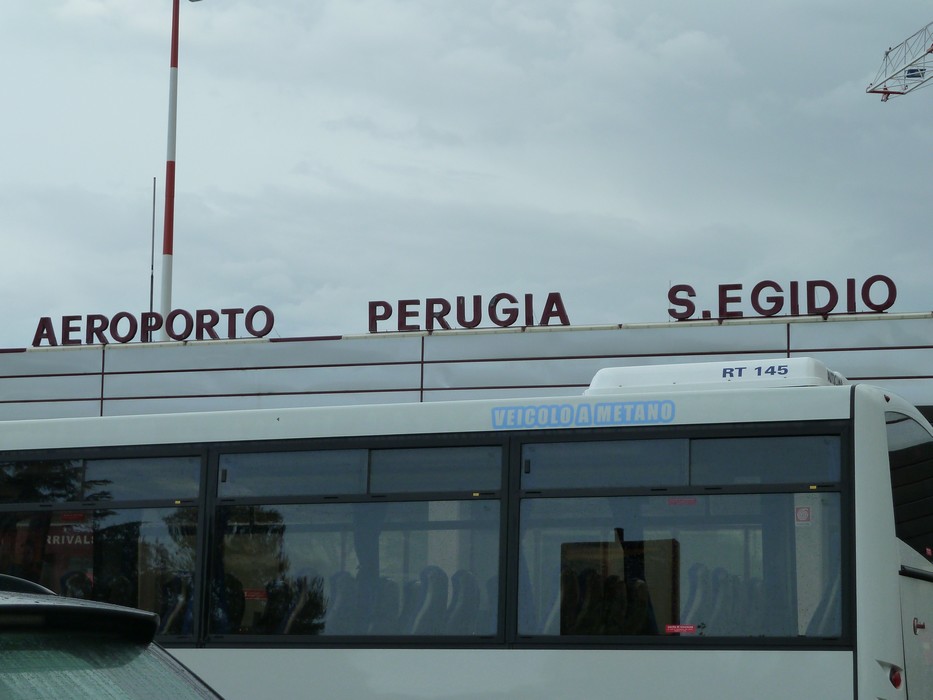 AEROPORTO PERUGIA S.EGIDIO
RT 145
VEICOLO A METANO